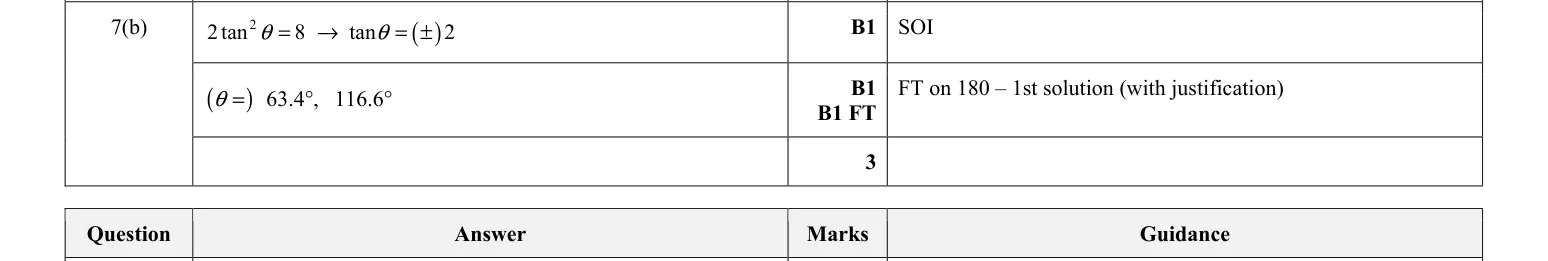 7(b) 2 tan² θ = 8 → tan θ = (±) 2 B1 SOI
(θ =) 63.4°, 116.6° B1 FT on 180 – 1st solution (with justification)
B1 FT
3
Question Answer Marks Guidance